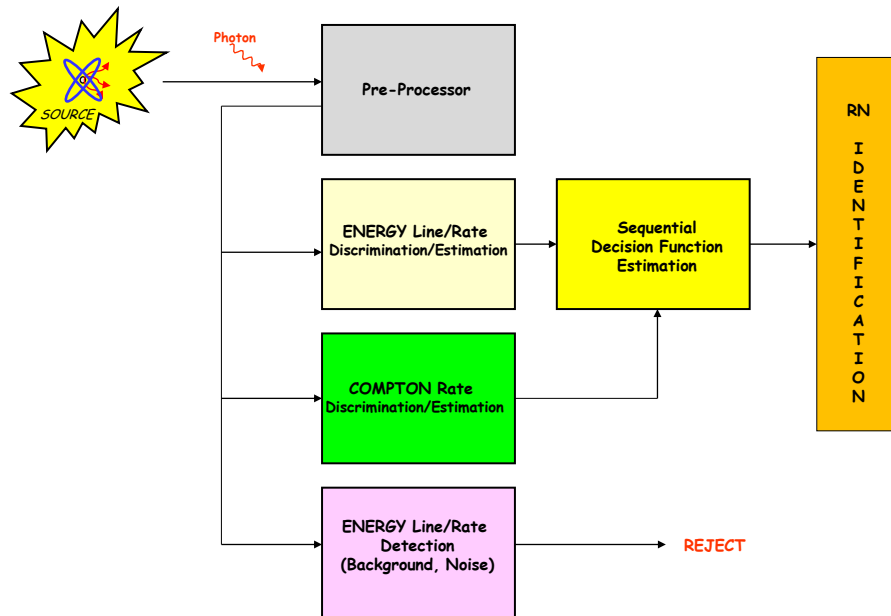 Photon
SOURCE
Pre-Processor
ENERGY Line/Rate
Discrimination/Estimation
Sequential
Decision Function
Estimation
RN
I
D
E
N
T
I
F
I
C
A
T
I
O
N
COMPTON Rate
Discrimination/Estimation
ENERGY Line/Rate
Detection
(Background, Noise)
REJECT